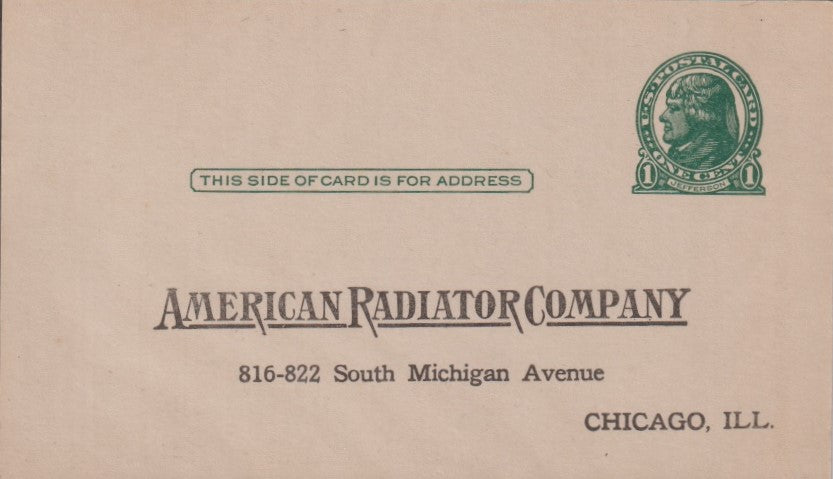 U.S. POSTAL CARD
ONE CENT
1 JEFFERSON 1
THIS SIDE OF CARD IS FOR ADDRESS
AMERICAN RADIATOR COMPANY
816-822 South Michigan Avenue
CHICAGO, ILL.